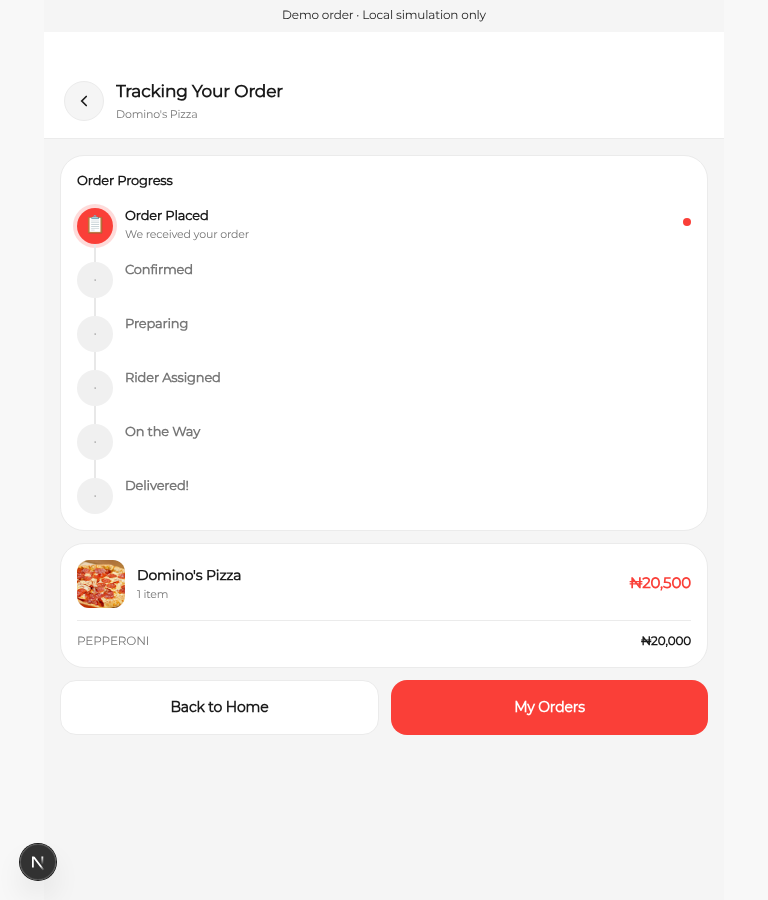 Demo order · Local simulation only
Tracking Your Order
Domino's Pizza
Order Progress
Order Placed
We received your order
Confirmed
Preparing
Rider Assigned
On the Way
Delivered!
Domino's Pizza
1 item
₦20,500
PEPPERONI
₦20,000
Back to Home
My Orders
N